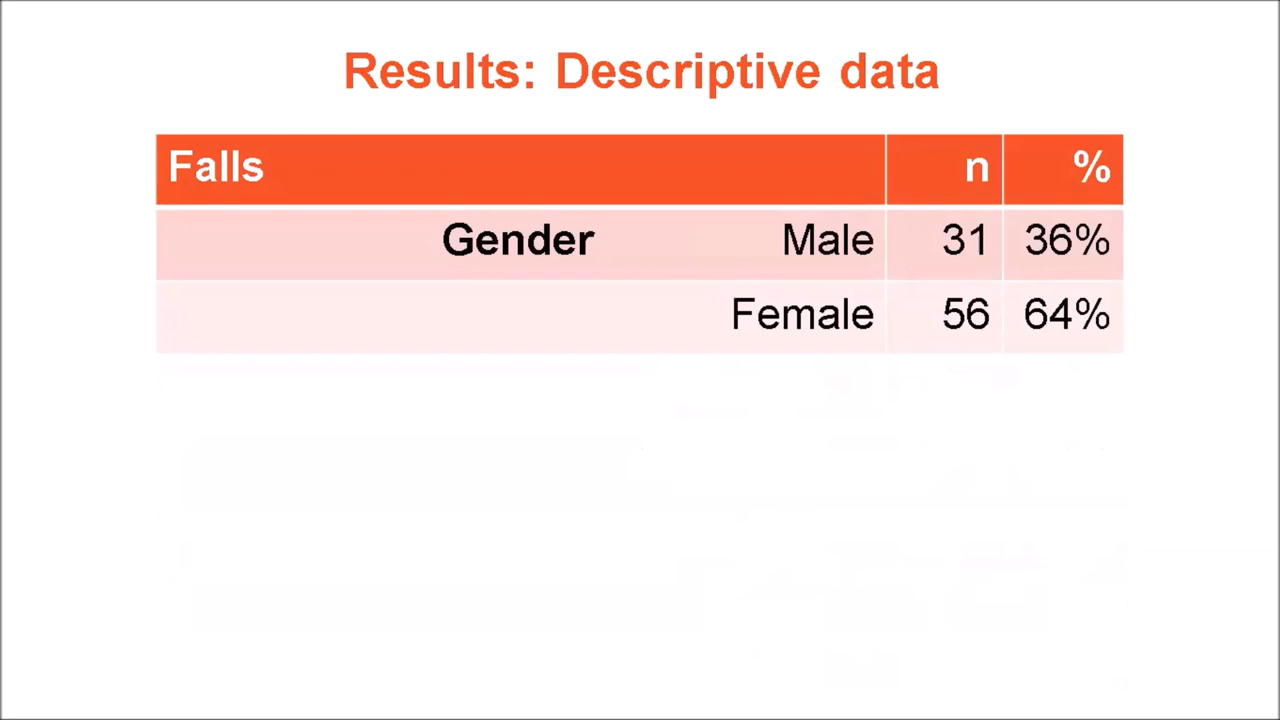 Results: Descriptive data
Falls n %
Gender Male 31 36%
Female 56 64%